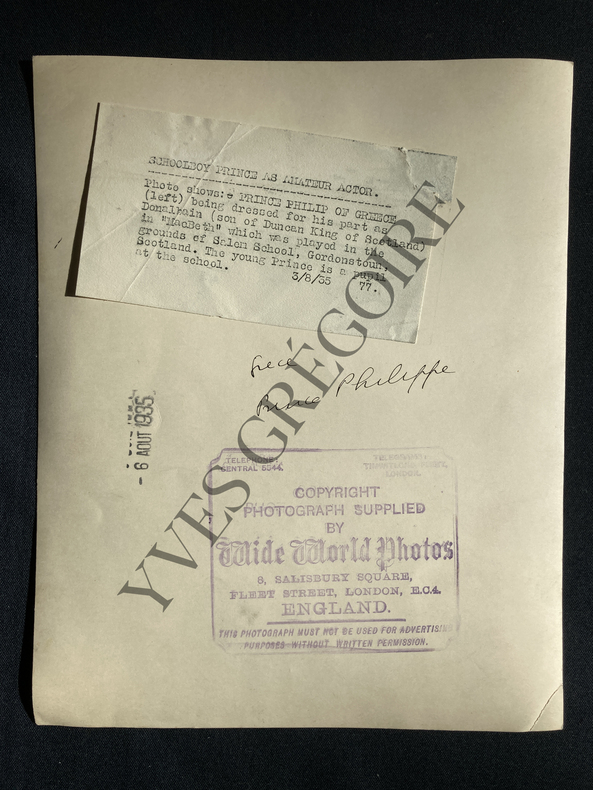 SCHOOLBOY PRINCE AS AMATEUR ACTOR.
Photo shows:- PRINCE PHILIP OF GREECE
(left) being dressed for his part as
Donalbain (son of Duncan King of Scotland)
in "MacBeth" which was played in the
grounds of Salem School, Gordonstoun,
Scotland. The young Prince is a pupil
at the school.
3/8/35 77.
Grece
Prince Philippe
- 6 AOUT 1935
YVES GRÉGOIRE
TELEPHONE:
CENTRAL 5544.
LONDON.
COPYRIGHT
PHOTOGRAPH SUPPLIED
BY
Wide World Photos
8, SALISBURY SQUARE,
FLEET STREET, LONDON, E.C.4.
ENGLAND.
THIS PHOTOGRAPH MUST NOT BE USED FOR ADVERTISING
PURPOSES WITHOUT WRITTEN PERMISSION.